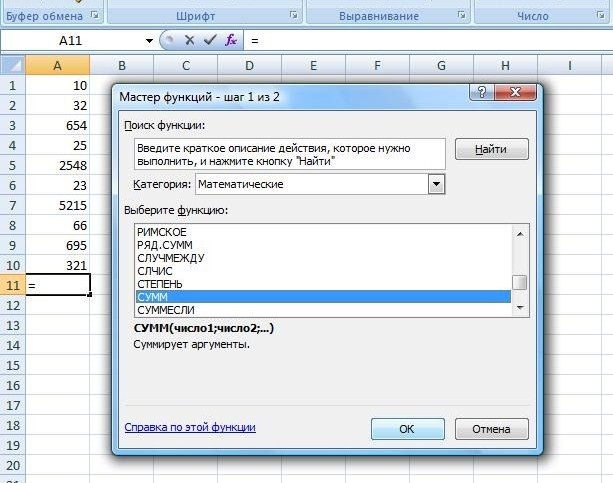 Буфер обмена Шрифт Выравнивание Число
A11 fx =
A B C D E F G H I
1 10
2 32
3 654
4 25
5 2548
6 23
7 5215
8 66
9 695
10 321
11 =
12
13
14
15
16
17
18
19
20
21
Мастер функций - шаг 1 из 2
Поиск функции:
Введите краткое описание действия, которое нужно
выполнить, и нажмите кнопку "Найти"
Найти
Категория: Математические
Выберите функцию:
РИМСКОЕ
РЯД.СУММ
СЛУЧМЕЖДУ
СЛЧИС
СТЕПЕНЬ
СУММ
СУММЕСЛИ
СУММ(число1;число2;...)
Суммирует аргументы.
Справка по этой функции
ОК Отмена